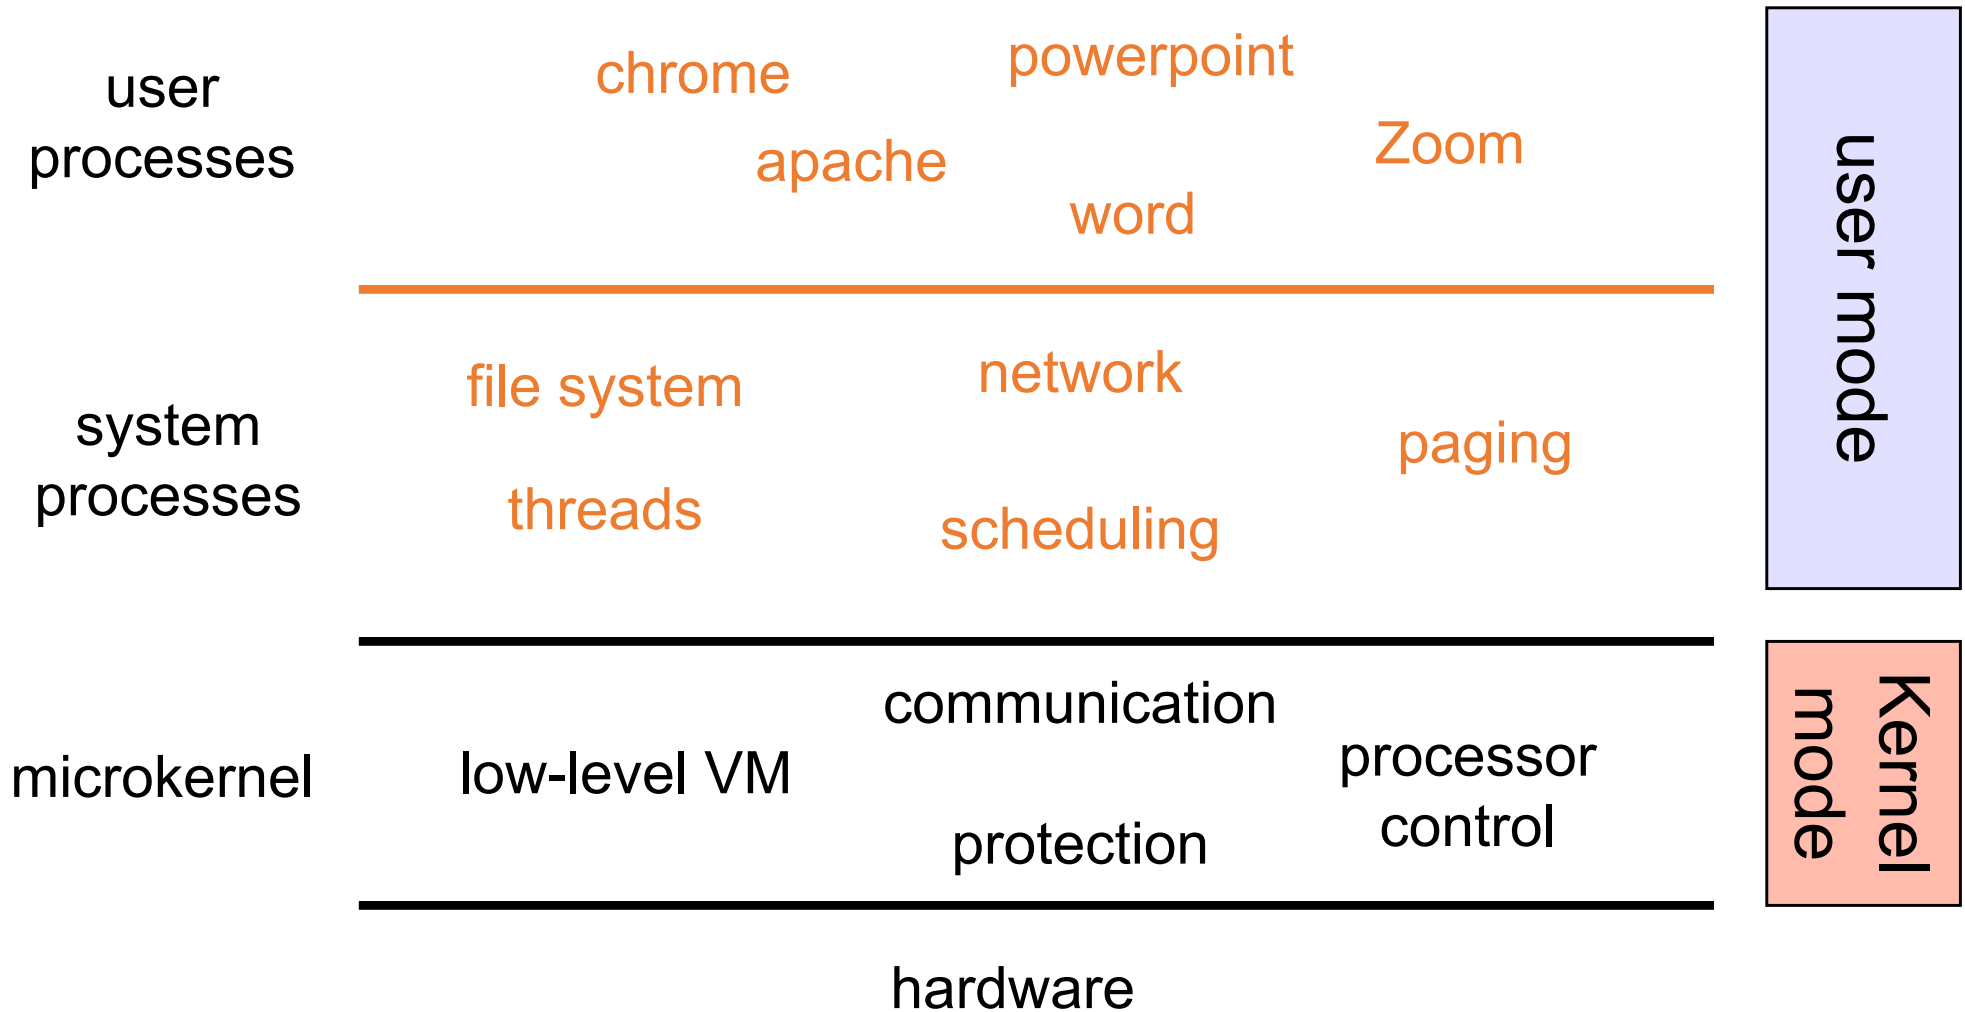 user
processes
chrome
powerpoint
apache
Zoom
word
system
processes
file system
network
paging
threads
scheduling
microkernel
low-level VM
communication
processor
control
protection
hardware
user mode
Kernel
mode